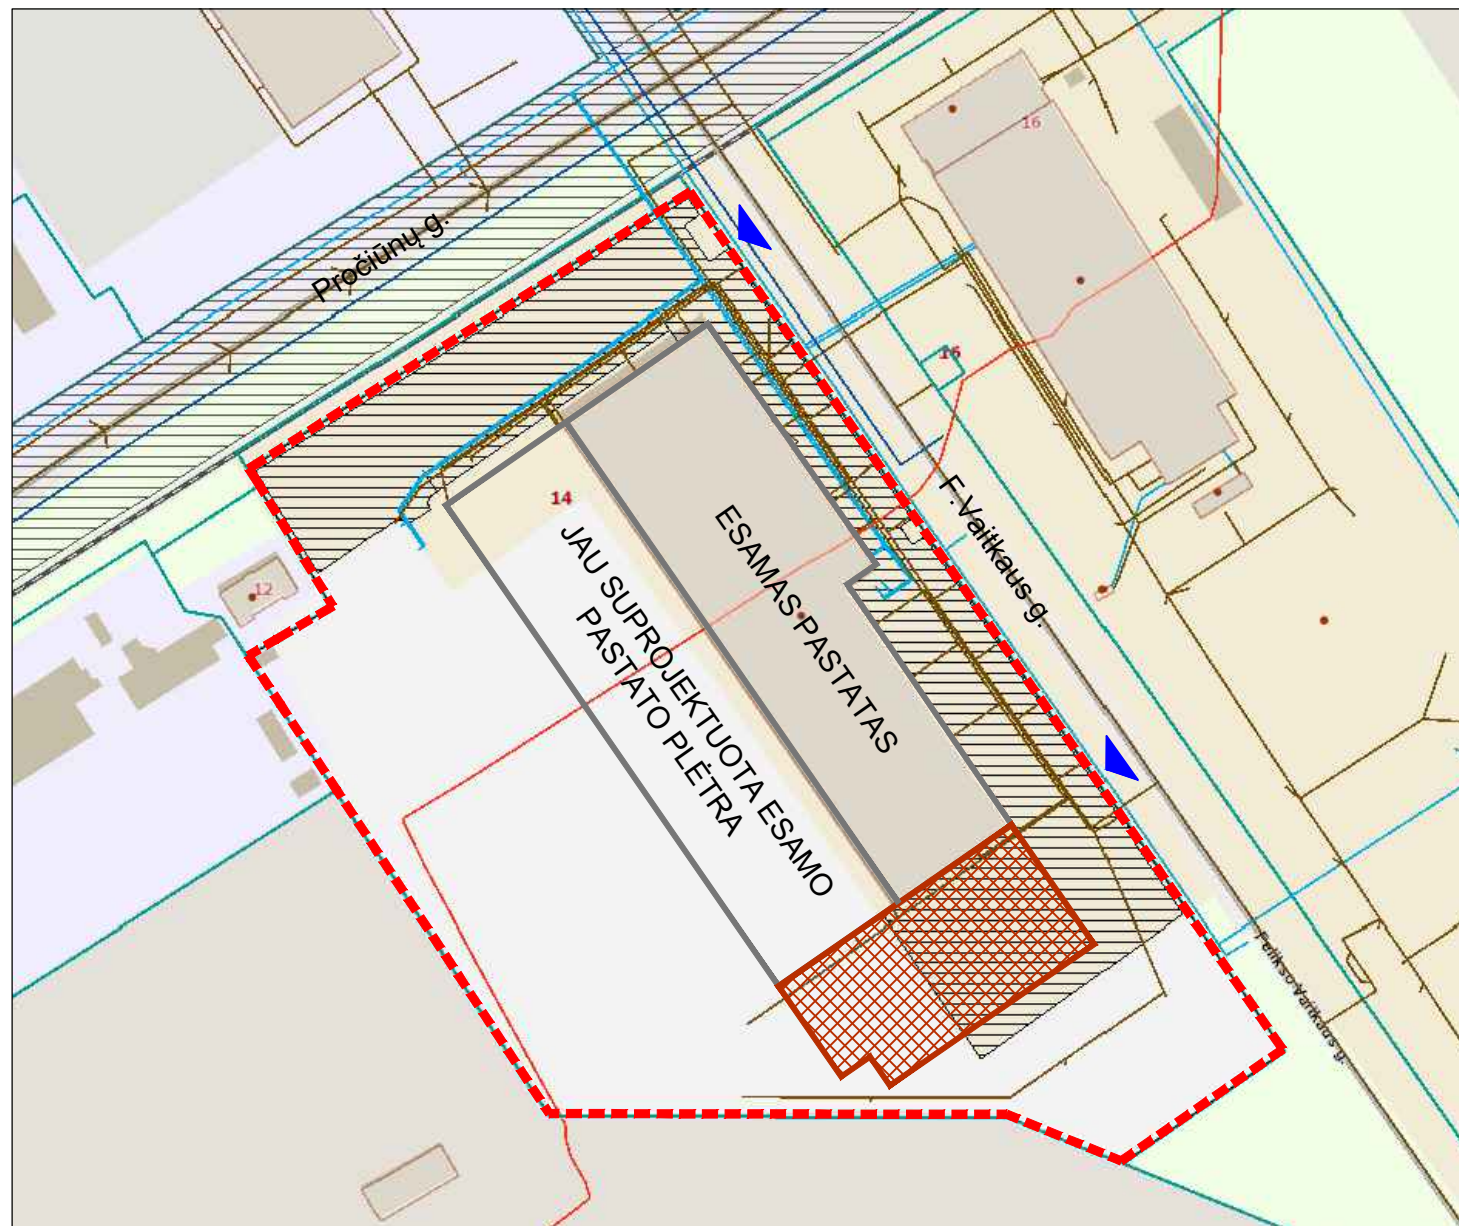 16
Pročiūnų g.
16
14
F. Vaitkaus g.
ESAMAS PASTATAS
JAU SUPROJEKTUOTA ESAMO
PASTATO PLĖTRA
12
Felikso Vaitkaus g.